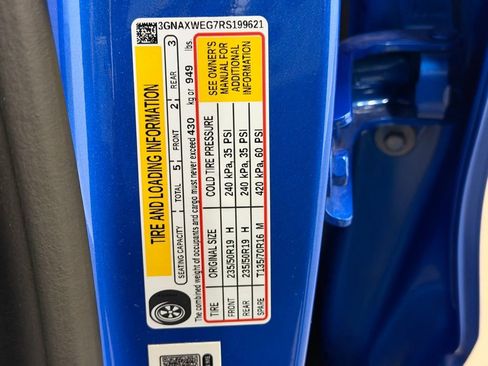 3GNAXWEG7RS199621
TIRE AND LOADING INFORMATION
SEATING CAPACITY | TOTAL 5 | FRONT 2 | REAR 3
The combined weight of occupants and cargo must never exceed 430 kg or 949 lbs
TIRE ORIGINAL SIZE COLD TIRE PRESSURE
FRONT 235/50R19 H 240 kPa, 35 PSI
REAR 235/50R19 H 240 kPa, 35 PSI
SPARE T135/70R16 M 420 kPa, 60 PSI
SEE OWNER'S
MANUAL FOR
ADDITIONAL
INFORMATION